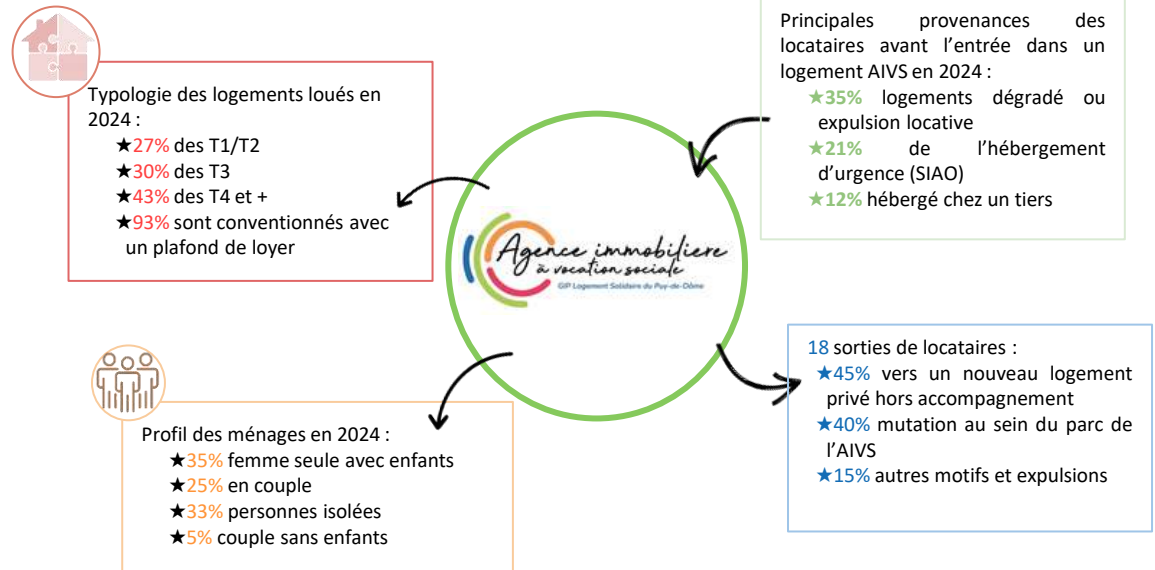 Typologie des logements loués en
2024 :
★27% des T1/T2
★30% des T3
★43% des T4 et +
★93% sont conventionnés avec
un plafond de loyer
Principales provenances des
locataires avant l’entrée dans un
logement AIVS en 2024 :
★35% logements dégradé ou
expulsion locative
★21% de l’hébergement
d’urgence (SIAO)
★12% hébergé chez un tiers
Agence immobiliere
à vocation sociale
GIP Logement Solidaire du Puy-de-Dôme
Profil des ménages en 2024 :
★35% femme seule avec enfants
★25% en couple
★33% personnes isolées
★5% couple sans enfants
18 sorties de locataires :
★45% vers un nouveau logement
privé hors accompagnement
★40% mutation au sein du parc de
l’AIVS
★15% autres motifs et expulsions